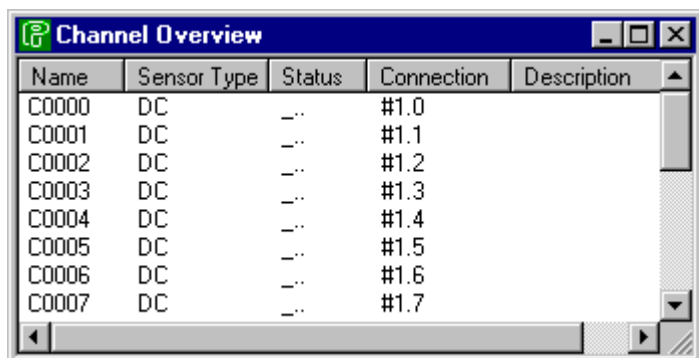 Channel Overview
Name Sensor Type Status Connection Description
C0000 DC _.. #1.0
C0001 DC _.. #1.1
C0002 DC _.. #1.2
C0003 DC _.. #1.3
C0004 DC _.. #1.4
C0005 DC _.. #1.5
C0006 DC _.. #1.6
C0007 DC _.. #1.7